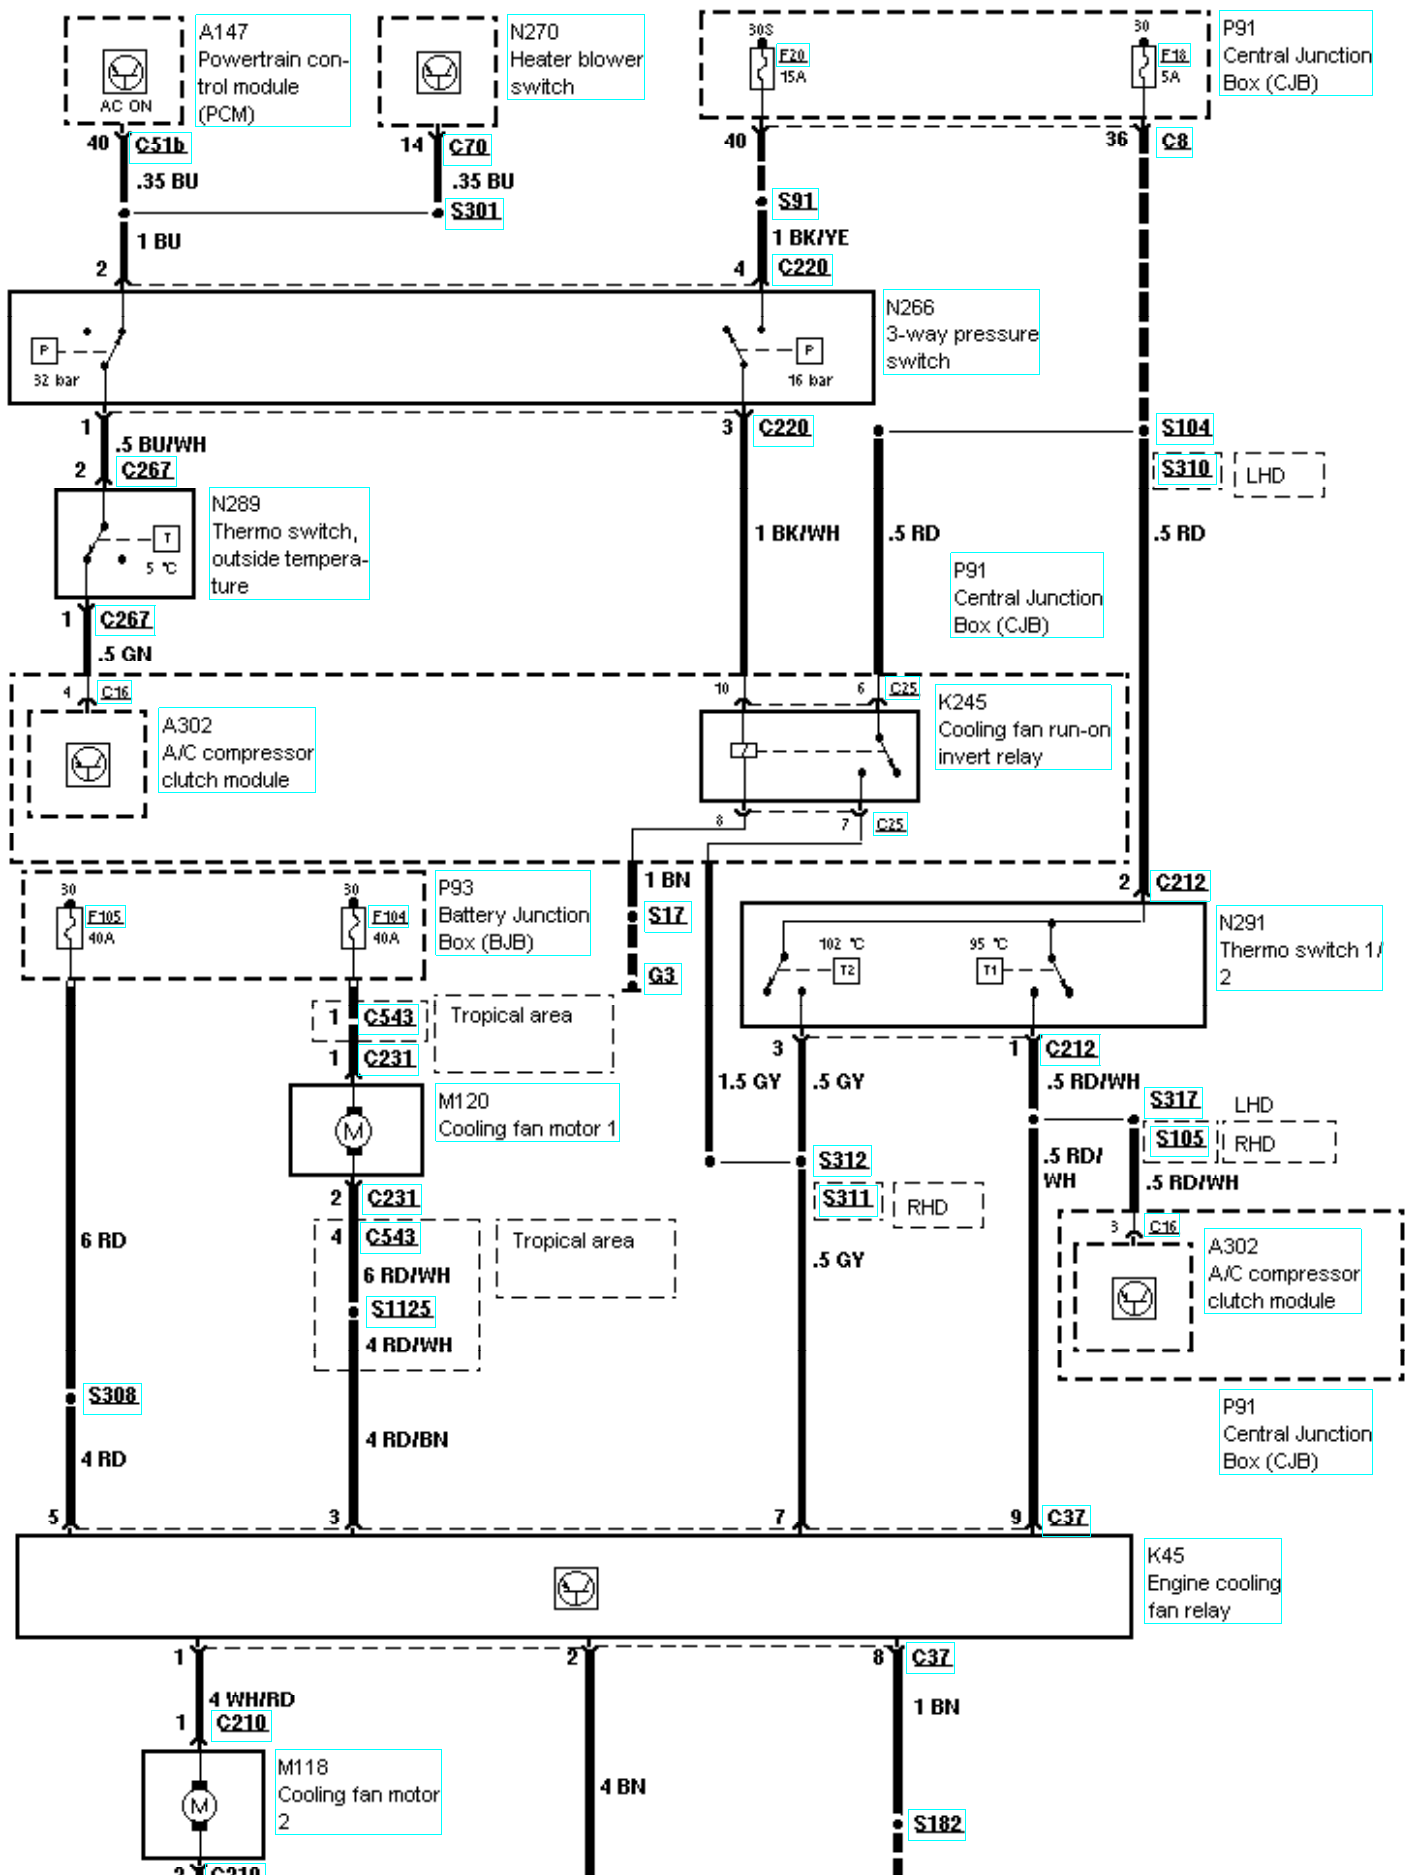 A147
Powertrain con-
trol module
(PCM)
AC ON
N270
Heater blower
switch
30S
F20
15A
30
F18
5A
P91
Central Junction
Box (CJB)
40
C51b
14
C70
40
36
C8
.35 BU
.35 BU
S301
S91
1 BU
1 BK/YE
2
4
C220
N266
3-way pressure
switch
P
32 bar
P
16 bar
1
3
C220
S104
.5 BU/WH
2
C267
S310
LHD
N289
Thermo switch,
outside tempera-
ture
T
5 °C
1 BK/WH
.5 RD
.5 RD
P91
Central Junction
Box (CJB)
1
C267
.5 GN
4
C16
10
6
C25
K245
Cooling fan run-on
invert relay
A302
A/C compressor
clutch module
8
7
C25
30
F105
40A
30
F104
40A
P93
Battery Junction
Box (BJB)
1 BN
S17
G3
2
C212
N291
Thermo switch 1/
2
102 °C
T2
95 °C
T1
1
C543
Tropical area
1
C231
3
1
C212
M120
Cooling fan motor 1
M
1.5 GY
.5 GY
.5 RD/WH
S317
LHD
S105
RHD
.5 RD/
WH
.5 RD/WH
S312
S311
RHD
2
C231
4
C543
Tropical area
6 RD
6 RD/WH
S1125
4 RD/WH
.5 GY
3
C16
A302
A/C compressor
clutch module
S308
P91
Central Junction
Box (CJB)
4 RD
4 RD/BN
5
3
7
9
C37
K45
Engine cooling
fan relay
1
2
8
C37
4 WH/RD
1
C210
1 BN
M118
Cooling fan motor
2
M
4 BN
S182
2
C210